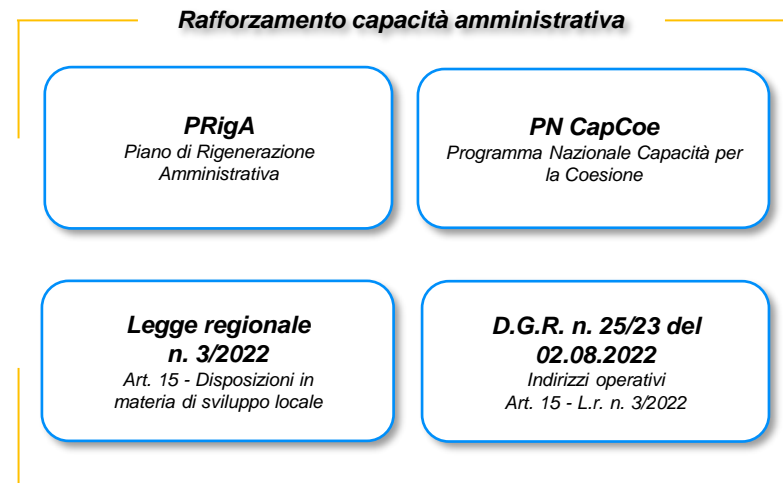 Rafforzamento capacità amministrativa
PRigA
Piano di Rigenerazione
Amministrativa
PN CapCoe
Programma Nazionale Capacità per
la Coesione
Legge regionale
n. 3/2022
Art. 15 - Disposizioni in
materia di sviluppo locale
D.G.R. n. 25/23 del
02.08.2022
Indirizzi operativi
Art. 15 - L.r. n. 3/2022